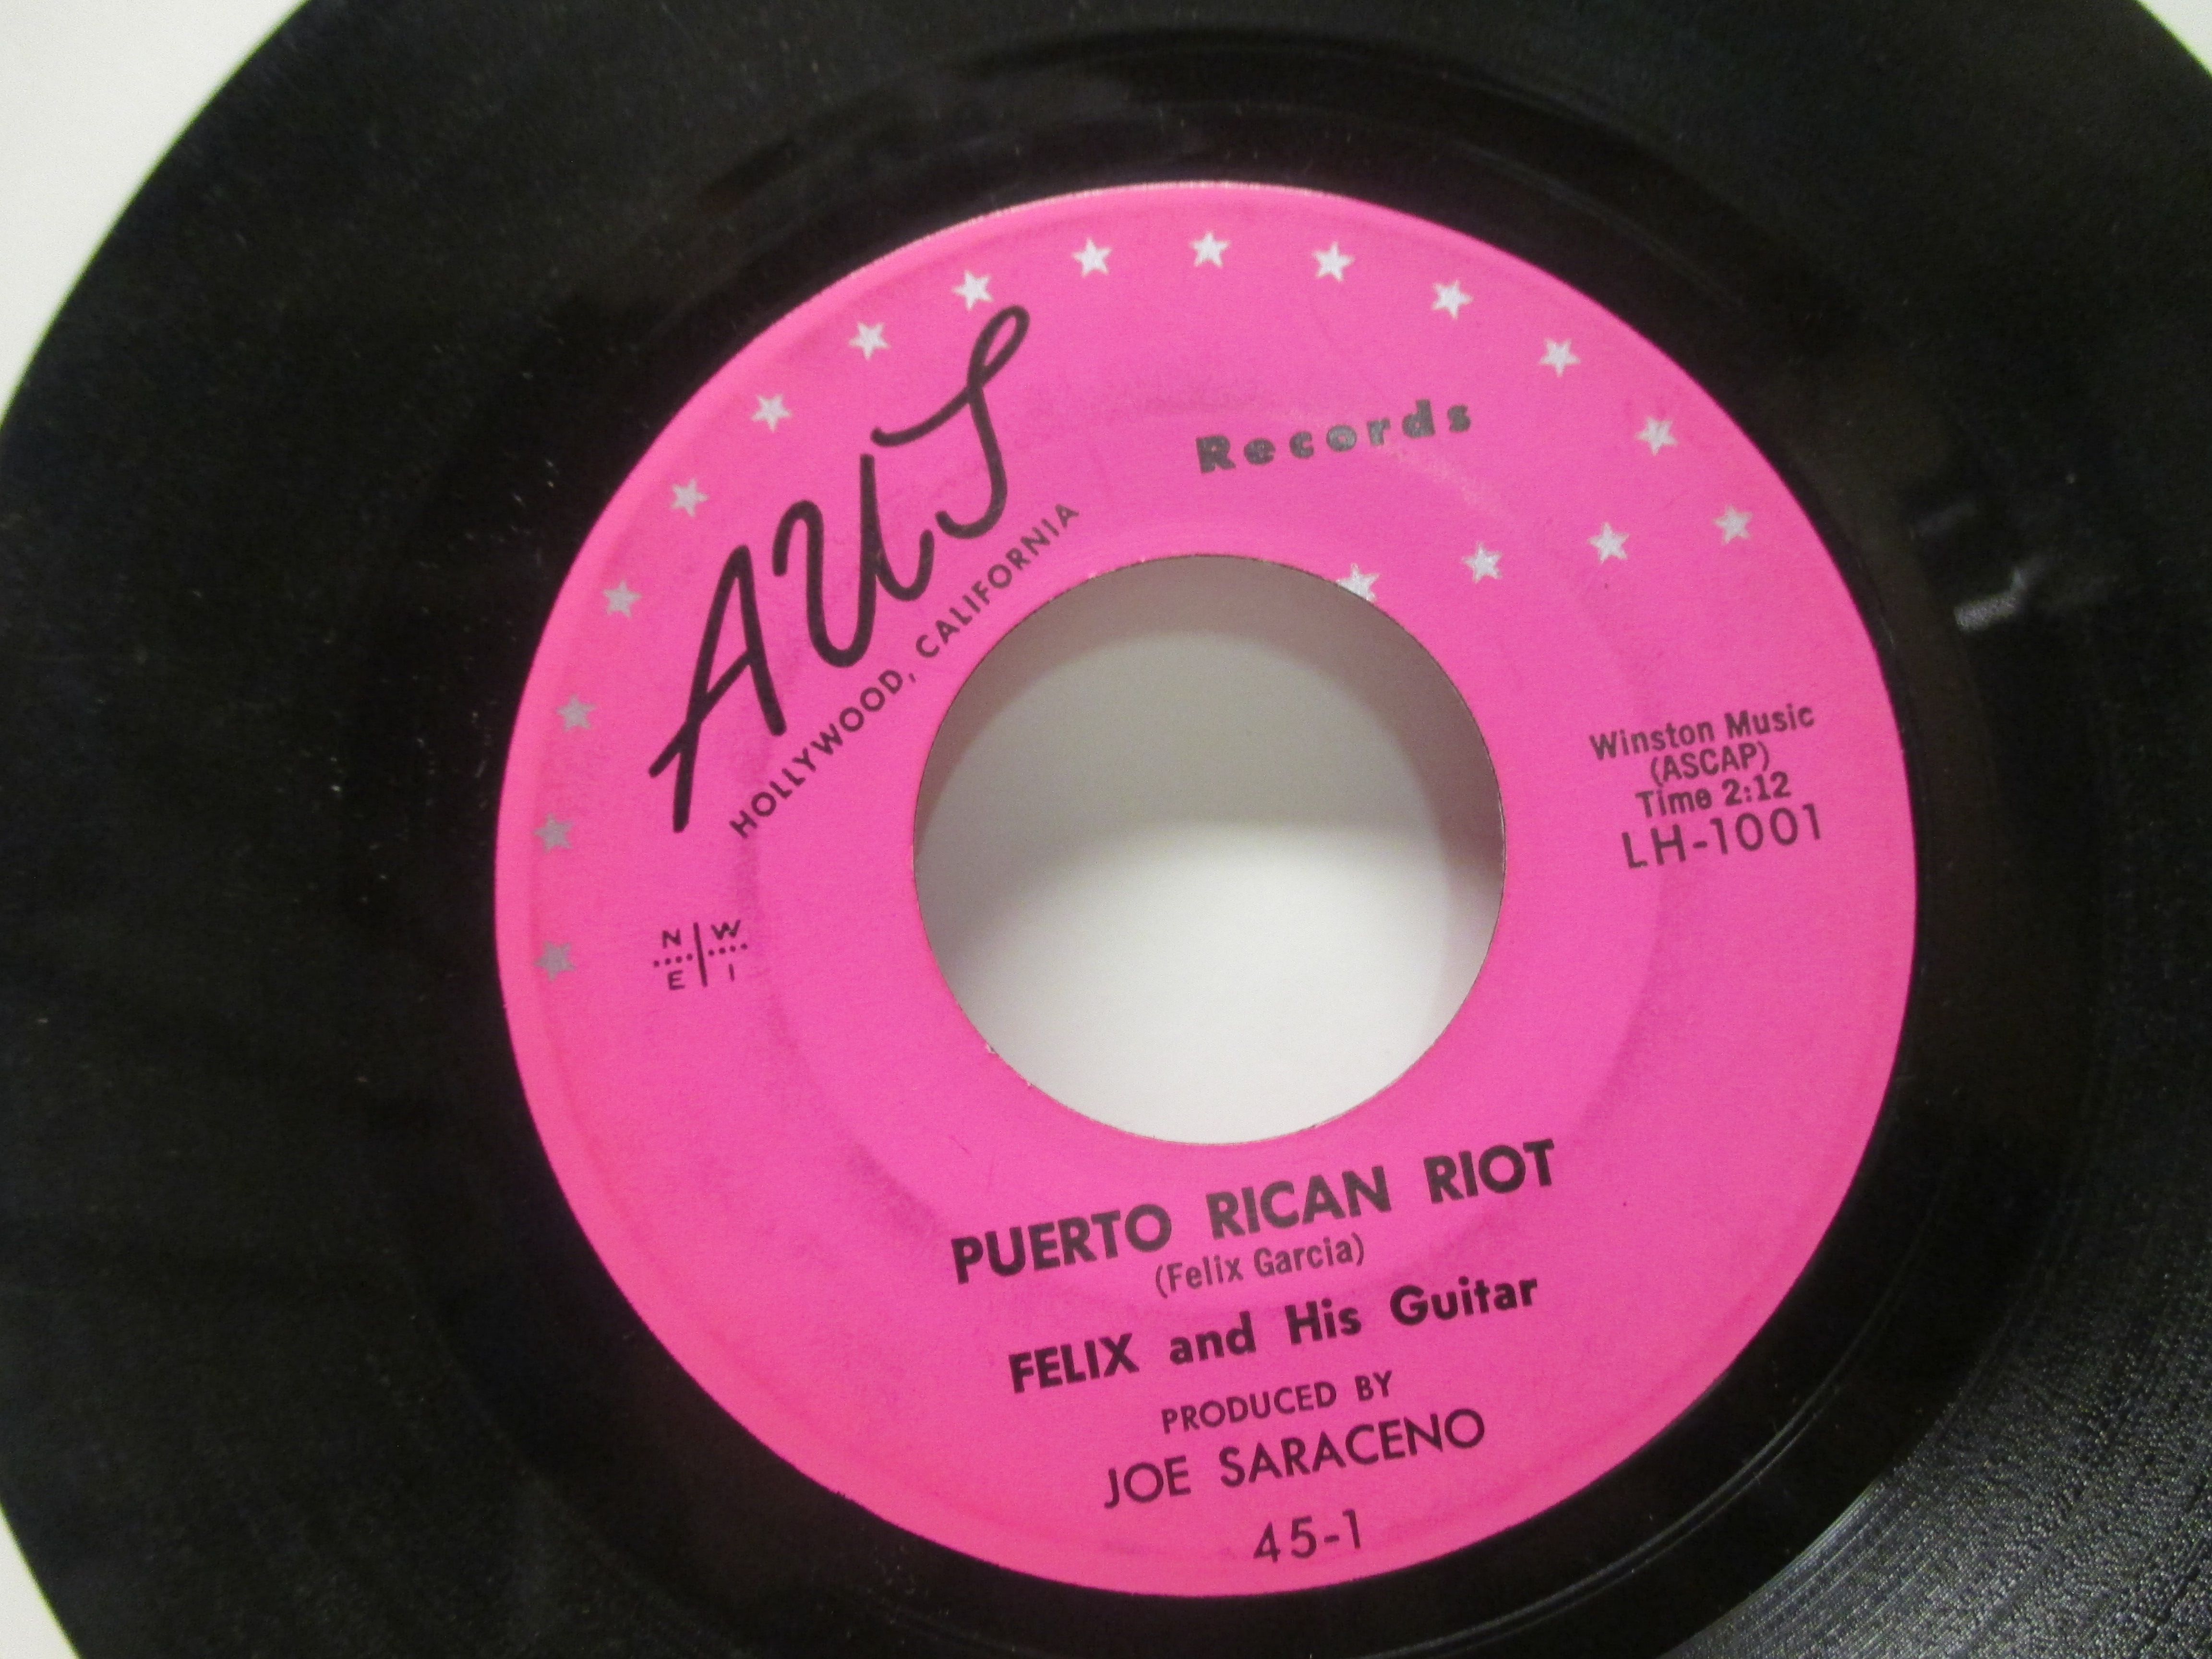 AUS
Records
HOLLYWOOD, CALIFORNIA
Winston Music
(ASCAP)
Time 2:12
LH-1001
N W
E I
PUERTO RICAN RIOT
(Felix Garcia)
FELIX and His Guitar
PRODUCED BY
JOE SARACENO
45-1